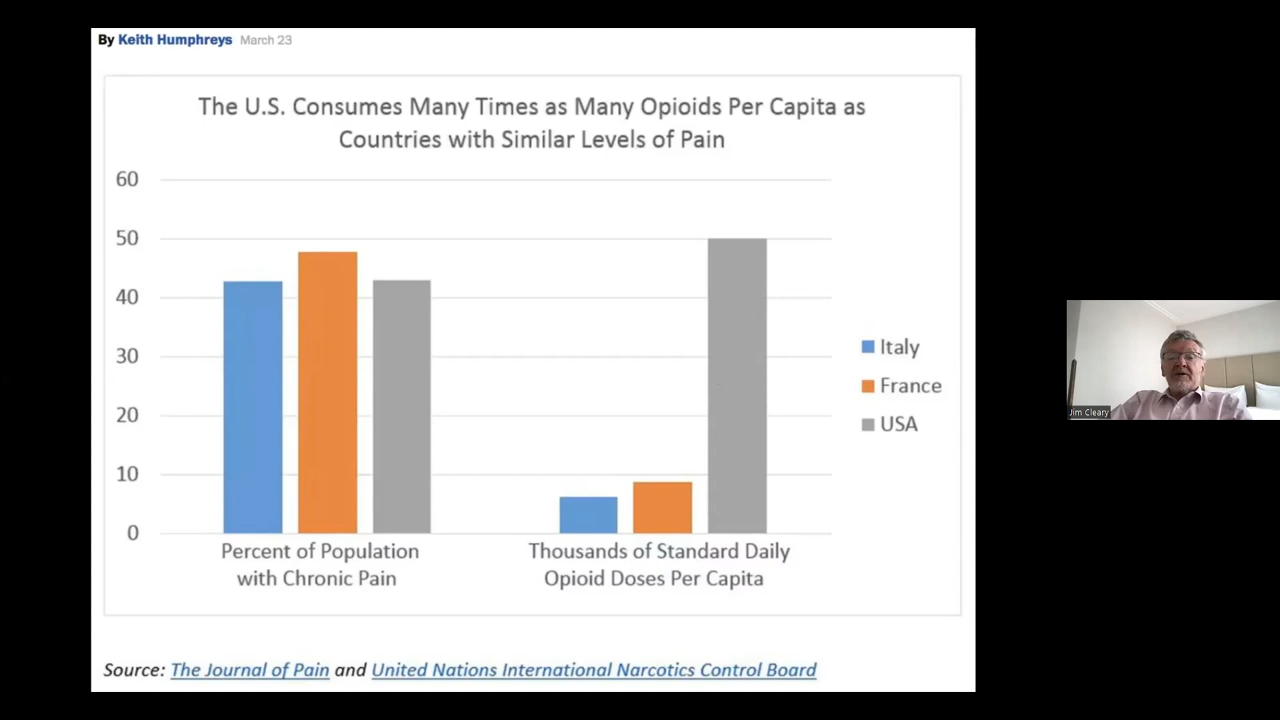 By Keith Humphreys March 23
The U.S. Consumes Many Times as Many Opioids Per Capita as
Countries with Similar Levels of Pain
60
50
40
30
20
10
0
Percent of Population
with Chronic Pain
Thousands of Standard Daily
Opioid Doses Per Capita
Italy
France
USA
Source: The Journal of Pain and United Nations International Narcotics Control Board
Jim Cleary